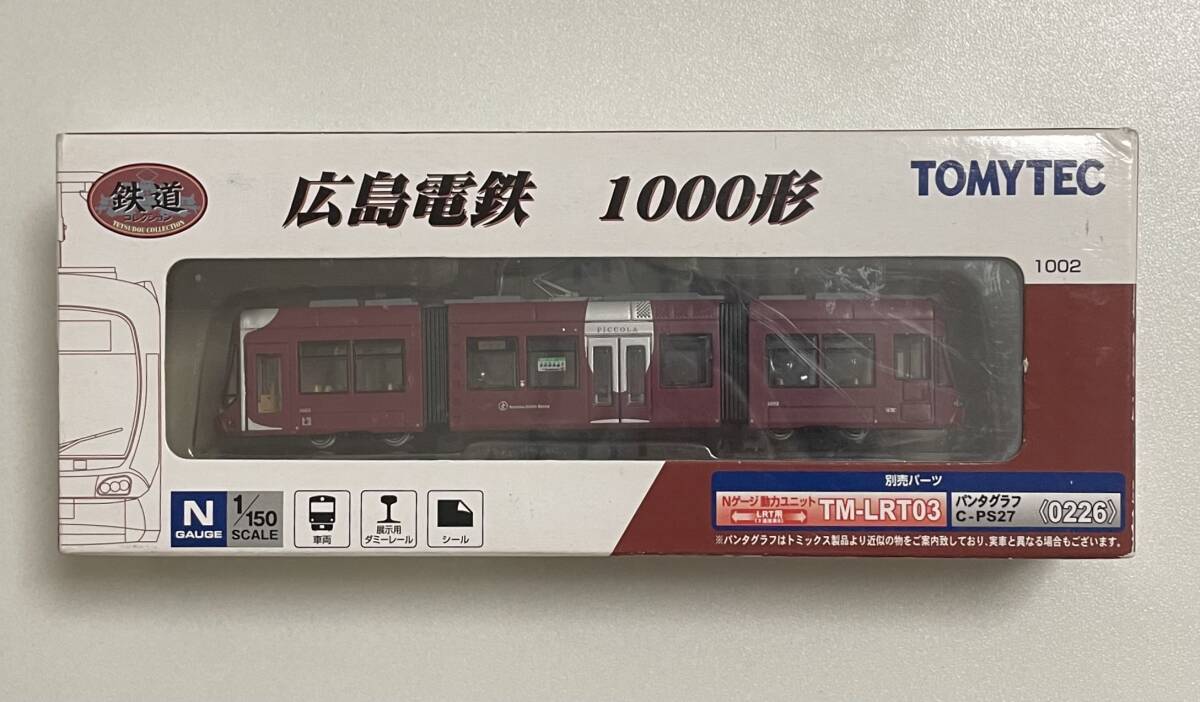 鉄道
コレクション
TETSUDOU COLLECTION
広島電鉄 1000形
TOMYTEC
1002
PICCOLA
N
GAUGE
1/150
SCALE
車両
展示用
ダミーレール
シール
別売パーツ
Nゲージ 動力ユニット
LRT用
TM-LRT03
パンタグラフ
C-PS27
《0226》
※パンタグラフはトミックス製品より近似の物をご案内致しており、実車と異なる場合もございます。